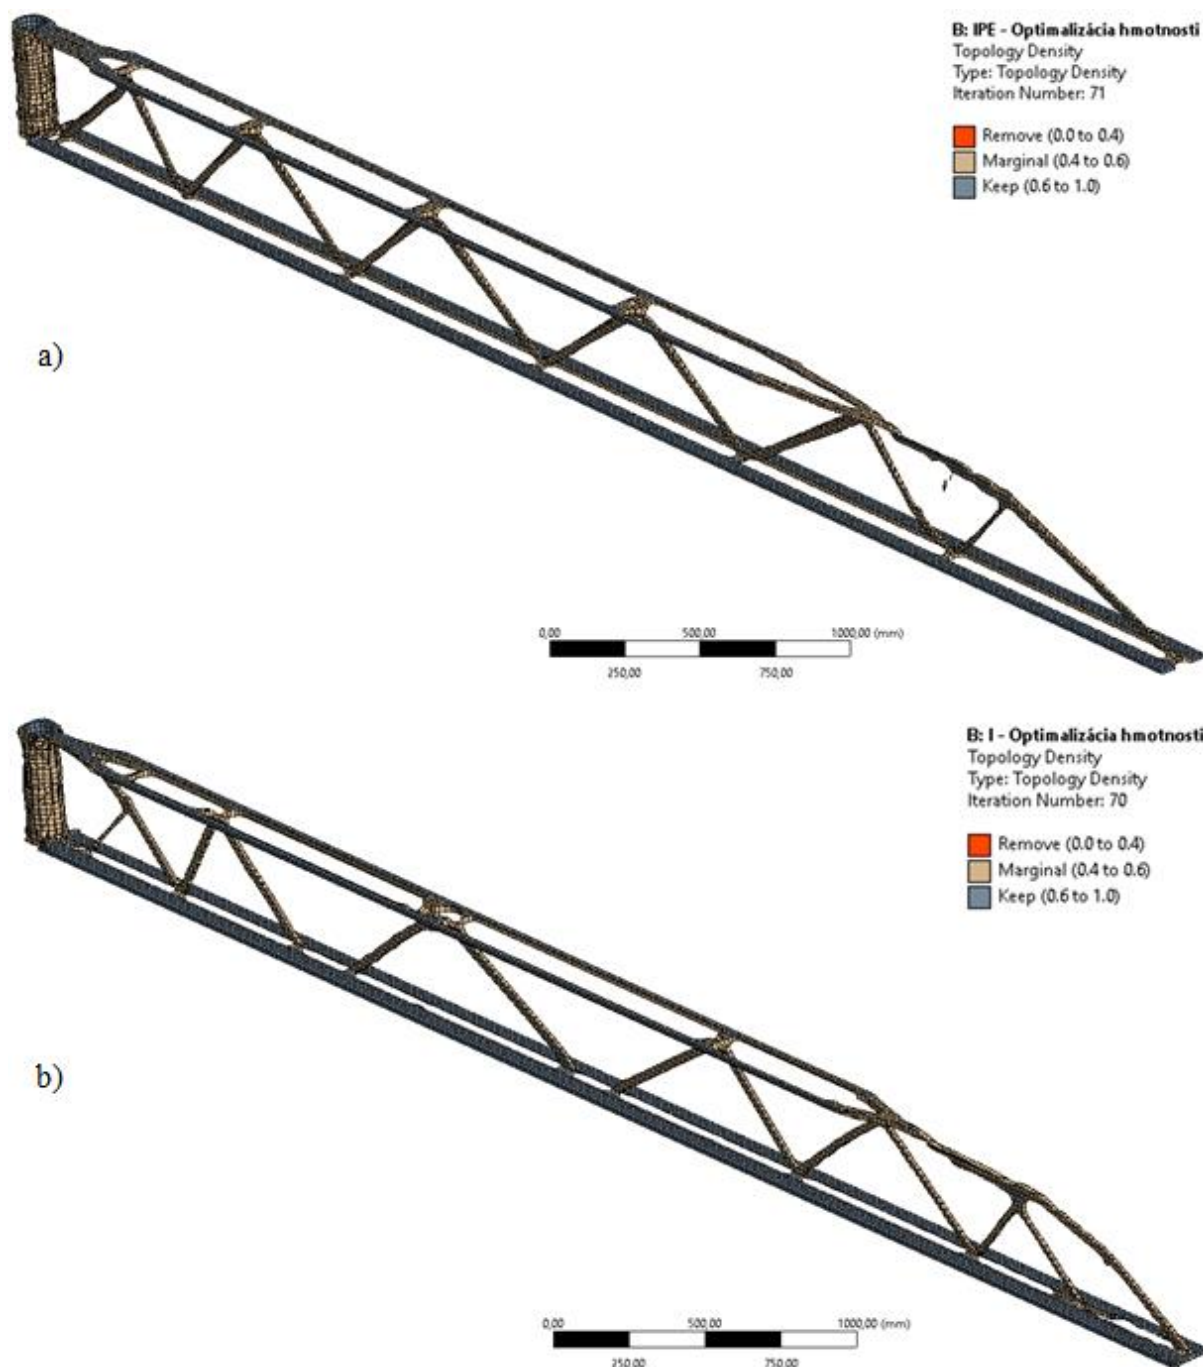 B: IPE - Optimalizácia hmotnosti
Topology Density
Type: Topology Density
Iteration Number: 71
Remove (0.0 to 0.4)
Marginal (0.4 to 0.6)
Keep (0.6 to 1.0)
a)
0,00 500,00 1000,00 (mm)
250,00 750,00
B: I - Optimalizácia hmotnosti
Topology Density
Type: Topology Density
Iteration Number: 70
Remove (0.0 to 0.4)
Marginal (0.4 to 0.6)
Keep (0.6 to 1.0)
b)
0,00 500,00 1000,00 (mm)
250,00 750,00